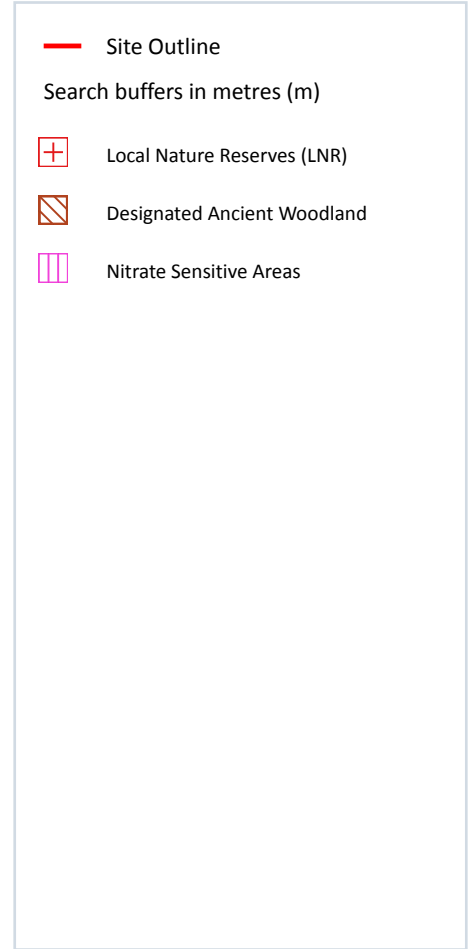 Site Outline
Search buffers in metres (m)
Local Nature Reserves (LNR)
Designated Ancient Woodland
Nitrate Sensitive Areas